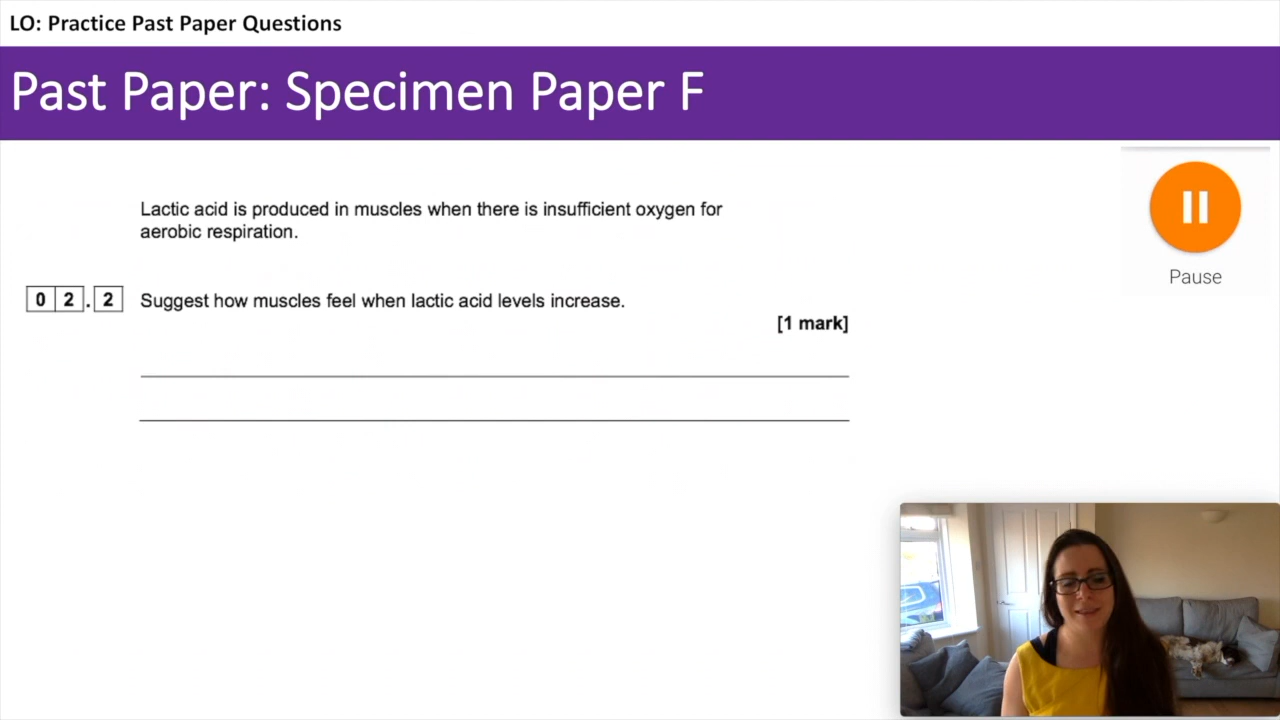 LO: Practice Past Paper Questions
Past Paper: Specimen Paper F
Lactic acid is produced in muscles when there is insufficient oxygen for
aerobic respiration.
0 2 . 2 Suggest how muscles feel when lactic acid levels increase.
[1 mark]
Pause